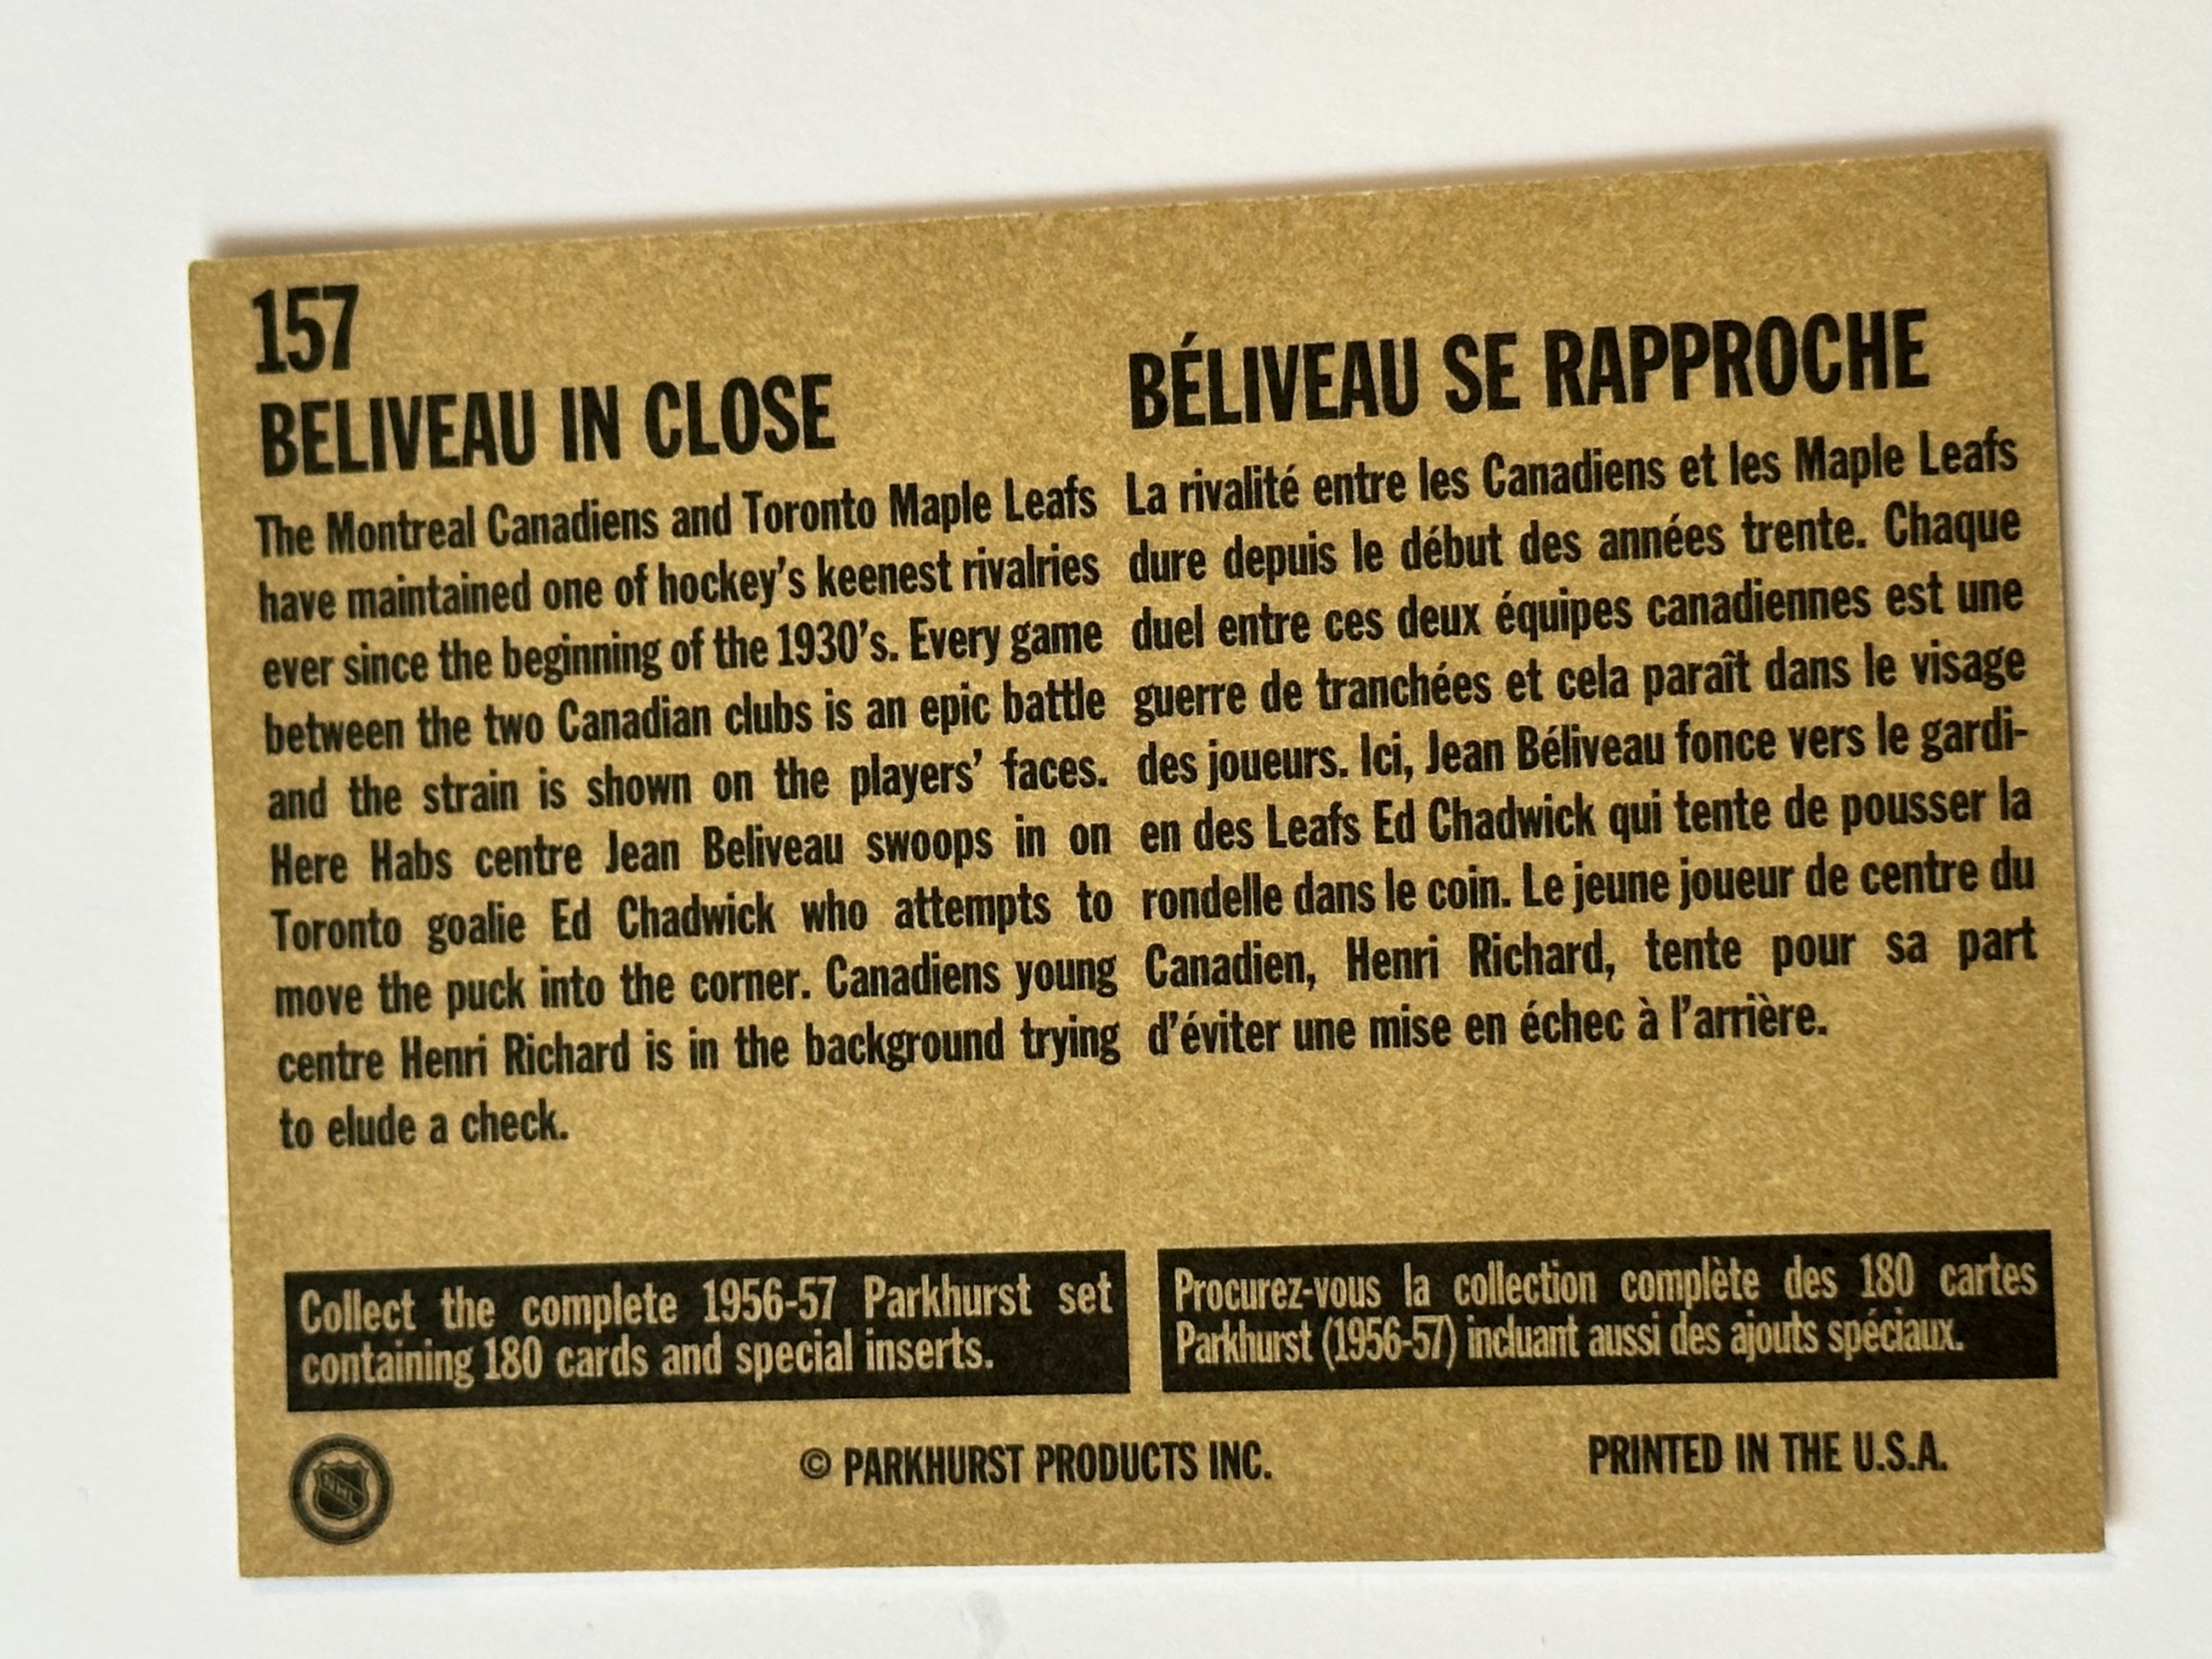 157
BELIVEAU IN CLOSE
The Montreal Canadiens and Toronto Maple Leafs
have maintained one of hockey's keenest rivalries
ever since the beginning of the 1930's. Every game
between the two Canadian clubs is an epic battle
and the strain is shown on the players' faces.
Here Habs centre Jean Beliveau swoops in on
Toronto goalie Ed Chadwick who attempts to
move the puck into the corner. Canadiens young
centre Henri Richard is in the background trying
to elude a check.
BÉLIVEAU SE RAPPROCHE
La rivalité entre les Canadiens et les Maple Leafs
dure depuis le début des années trente. Chaque
duel entre ces deux équipes canadiennes est une
guerre de tranchées et cela paraît dans le visage
des joueurs. Ici, Jean Béliveau fonce vers le gardi-
en des Leafs Ed Chadwick qui tente de pousser la
rondelle dans le coin. Le jeune joueur de centre du
Canadien, Henri Richard, tente pour sa part
d'éviter une mise en échec à l'arrière.
Collect the complete 1956-57 Parkhurst set
containing 180 cards and special inserts.
Procurez-vous la collection complète des 180 cartes
Parkhurst (1956-57) incluant aussi des ajouts spéciaux.
NHL
© PARKHURST PRODUCTS INC.
PRINTED IN THE U.S.A.